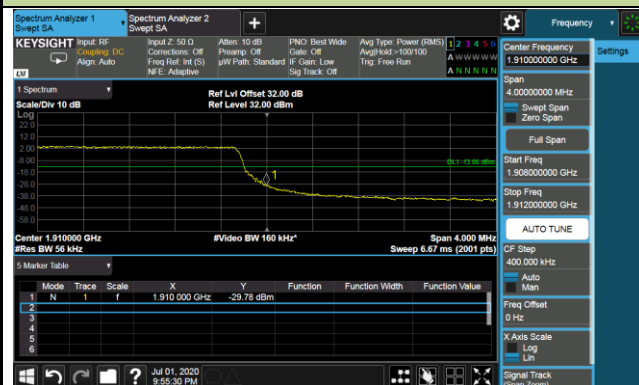 Spectrum Analyzer 1
Swept SA
Spectrum Analyzer 2
Swept SA
+
Frequency
KEYSIGHT
Input: RF
Coupling: DC
Align: Auto
Input Z: 50 Ω
Corrections: Off
Freq Ref: Int (S)
NFE: Adaptive
Atten: 10 dB
Preamp: Off
µW Path: Standard
PNO: Best Wide
Gate: Off
IF Gain: Low
Sig Track: Off
Avg Type: Power (RMS)
Avg|Hold:>100/100
Trig: Free Run
1 2 3 4 5 6
A W W W W W
A N N N N N
LXI
1 Spectrum
Scale/Div 10 dB
Ref Lvl Offset 32.00 dB
Ref Level 32.00 dBm
Log
22.0
12.0
2.00
-8.00
-18.0
-28.0
-38.0
-48.0
-58.0
DL1 -13.00 dBm
1
Center 1.910000 GHz
#Res BW 56 kHz
#Video BW 160 kHz*
Span 4.000 MHz
Sweep 6.67 ms (2001 pts)
5 Marker Table
Mode Trace Scale X Y Function Function Width Function Value
1 N 1 f 1.910 000 GHz -29.78 dBm
2
3
4
5
6
Jul 01, 2020
9:55:30 PM
?
Center Frequency
1.910000000 GHz
Settings
Span
4.00000000 MHz
Swept Span
Zero Span
Full Span
Start Freq
1.908000000 GHz
Stop Freq
1.912000000 GHz
AUTO TUNE
CF Step
400.000 kHz
Auto
Man
Freq Offset
0 Hz
X Axis Scale
Log
Lin
Signal Track
(Span Zoom)